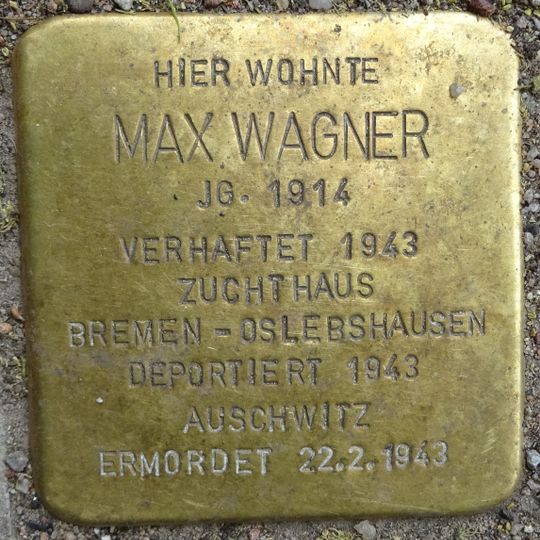 HIER WOHNTE
MAX WAGNER
JG. 1914
VERHAFTET 1943
ZUCHTHAUS
BREMEN - OSLEBSHAUSEN
DEPORTIERT 1943
AUSCHWITZ
ERMORDET 22.2.1943